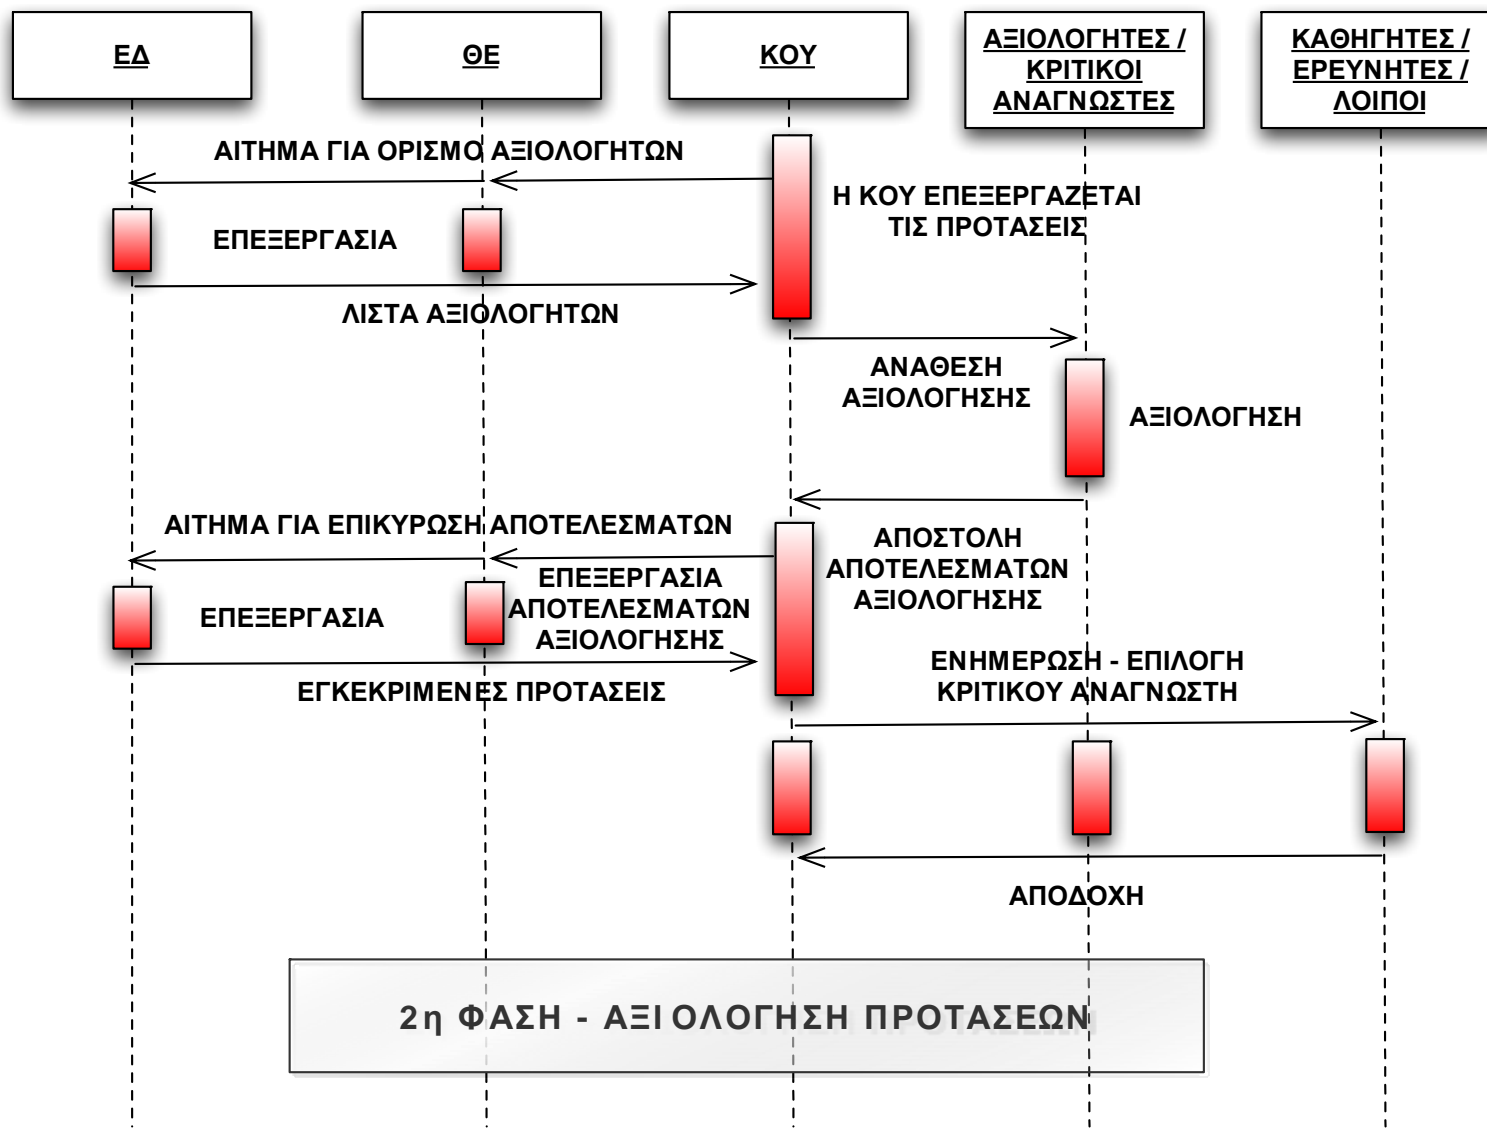 ΕΔ
ΘΕ
ΚΟΥ
ΑΞΙΟΛΟΓΗΤΕΣ /
ΚΡΙΤΙΚΟΙ
ΑΝΑΓΝΩΣΤΕΣ
ΚΑΘΗΓΗΤΕΣ /
ΕΡΕΥΝΗΤΕΣ /
ΛΟΙΠΟΙ
ΑΙΤΗΜΑ ΓΙΑ ΟΡΙΣΜΟ ΑΞΙΟΛΟΓΗΤΩΝ
Η ΚΟΥ ΕΠΕΞΕΡΓΑΖΕΤΑΙ
ΤΙΣ ΠΡΟΤΑΣΕΙΣ
ΕΠΕΞΕΡΓΑΣΙΑ
ΛΙΣΤΑ ΑΞΙΟΛΟΓΗΤΩΝ
ΑΝΑΘΕΣΗ
ΑΞΙΟΛΟΓΗΣΗΣ
ΑΞΙΟΛΟΓΗΣΗ
ΑΙΤΗΜΑ ΓΙΑ ΕΠΙΚΥΡΩΣΗ ΑΠΟΤΕΛΕΣΜΑΤΩΝ
ΑΠΟΣΤΟΛΗ
ΑΠΟΤΕΛΕΣΜΑΤΩΝ
ΑΞΙΟΛΟΓΗΣΗΣ
ΕΠΕΞΕΡΓΑΣΙΑ
ΑΠΟΤΕΛΕΣΜΑΤΩΝ
ΑΞΙΟΛΟΓΗΣΗΣ
ΕΠΕΞΕΡΓΑΣΙΑ
ΕΓΚΕΚΡΙΜΕΝΕΣ ΠΡΟΤΑΣΕΙΣ
ΕΝΗΜΕΡΩΣΗ - ΕΠΙΛΟΓΗ
ΚΡΙΤΙΚΟΥ ΑΝΑΓΝΩΣΤΗ
ΑΠΟΔΟΧΗ
2η ΦΑΣΗ - ΑΞΙΟΛΟΓΗΣΗ ΠΡΟΤΑΣΕΩΝ